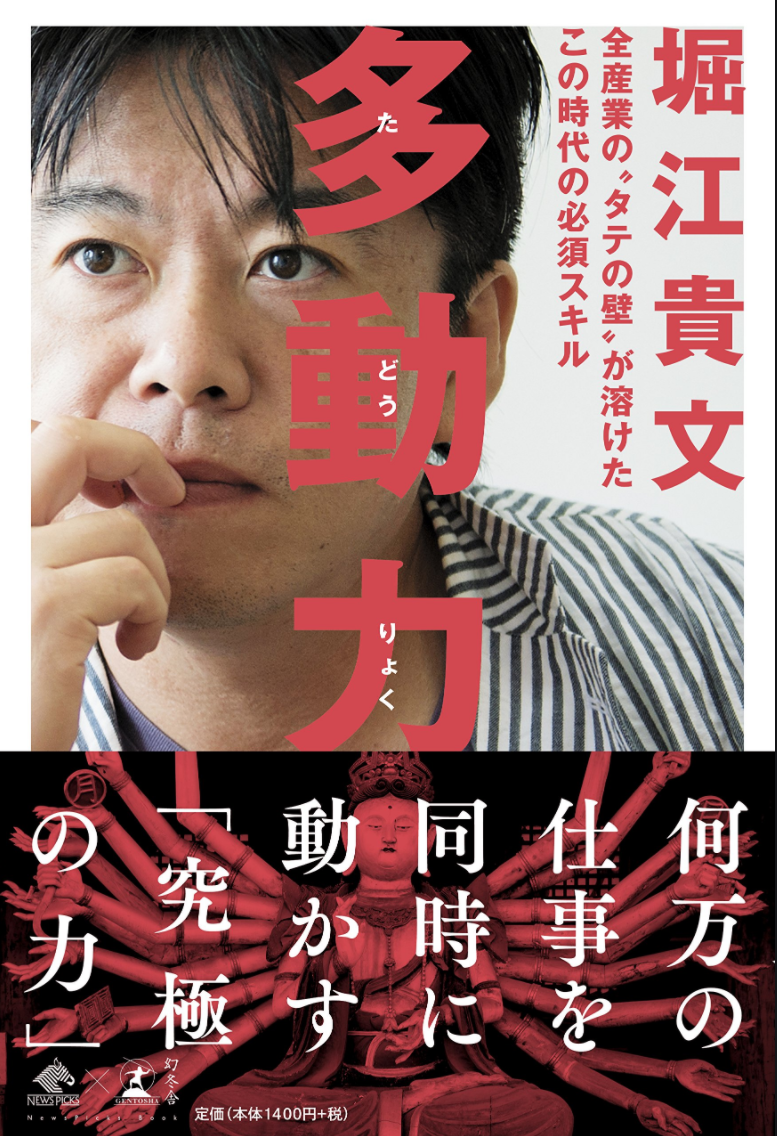 堀江貴文
全産業の〝タテの壁〟が溶けた
この時代の必須スキル
多動力
た
どう
りょく
何万の
仕事を
同時に
動かす
「究極
の力」
月
NEWSPICKS
×
GENTOSHA
幻冬舎
NewsPicks Book
定価(本体1400円+税)